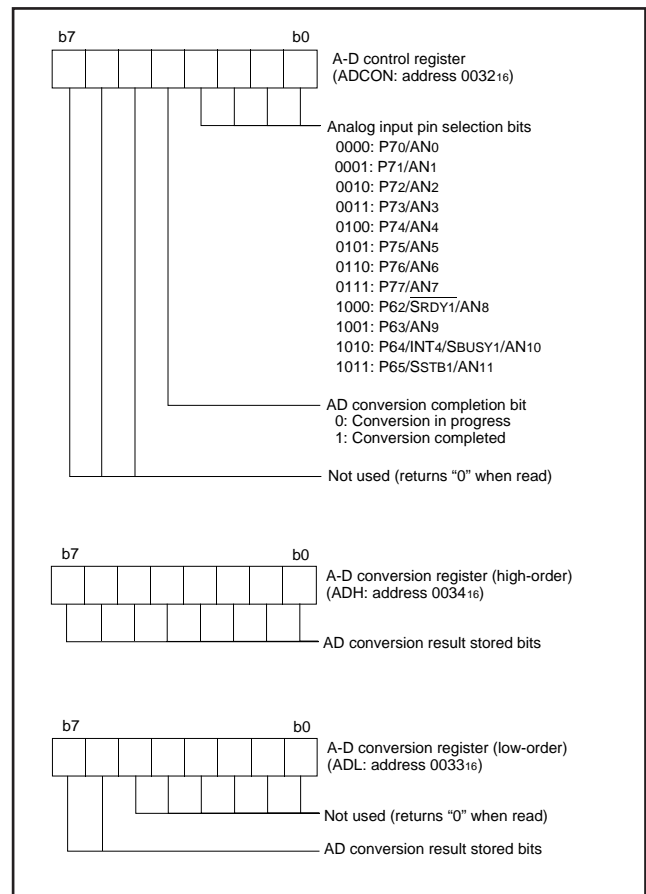 b7 b0
A-D control register
(ADCON: address 003216)
Analog input pin selection bits
0000: P70/AN0
0001: P71/AN1
0010: P72/AN2
0011: P73/AN3
0100: P74/AN4
0101: P75/AN5
0110: P76/AN6
0111: P77/AN7
1000: P62/SRDY1/AN8
1001: P63/AN9
1010: P64/INT4/SBUSY1/AN10
1011: P65/SSTB1/AN11
AD conversion completion bit
0: Conversion in progress
1: Conversion completed
Not used (returns “0” when read)
b7 b0
A-D conversion register (high-order)
(ADH: address 003416)
AD conversion result stored bits
b7 b0
A-D conversion register (low-order)
(ADL: address 003316)
Not used (returns “0” when read)
AD conversion result stored bits